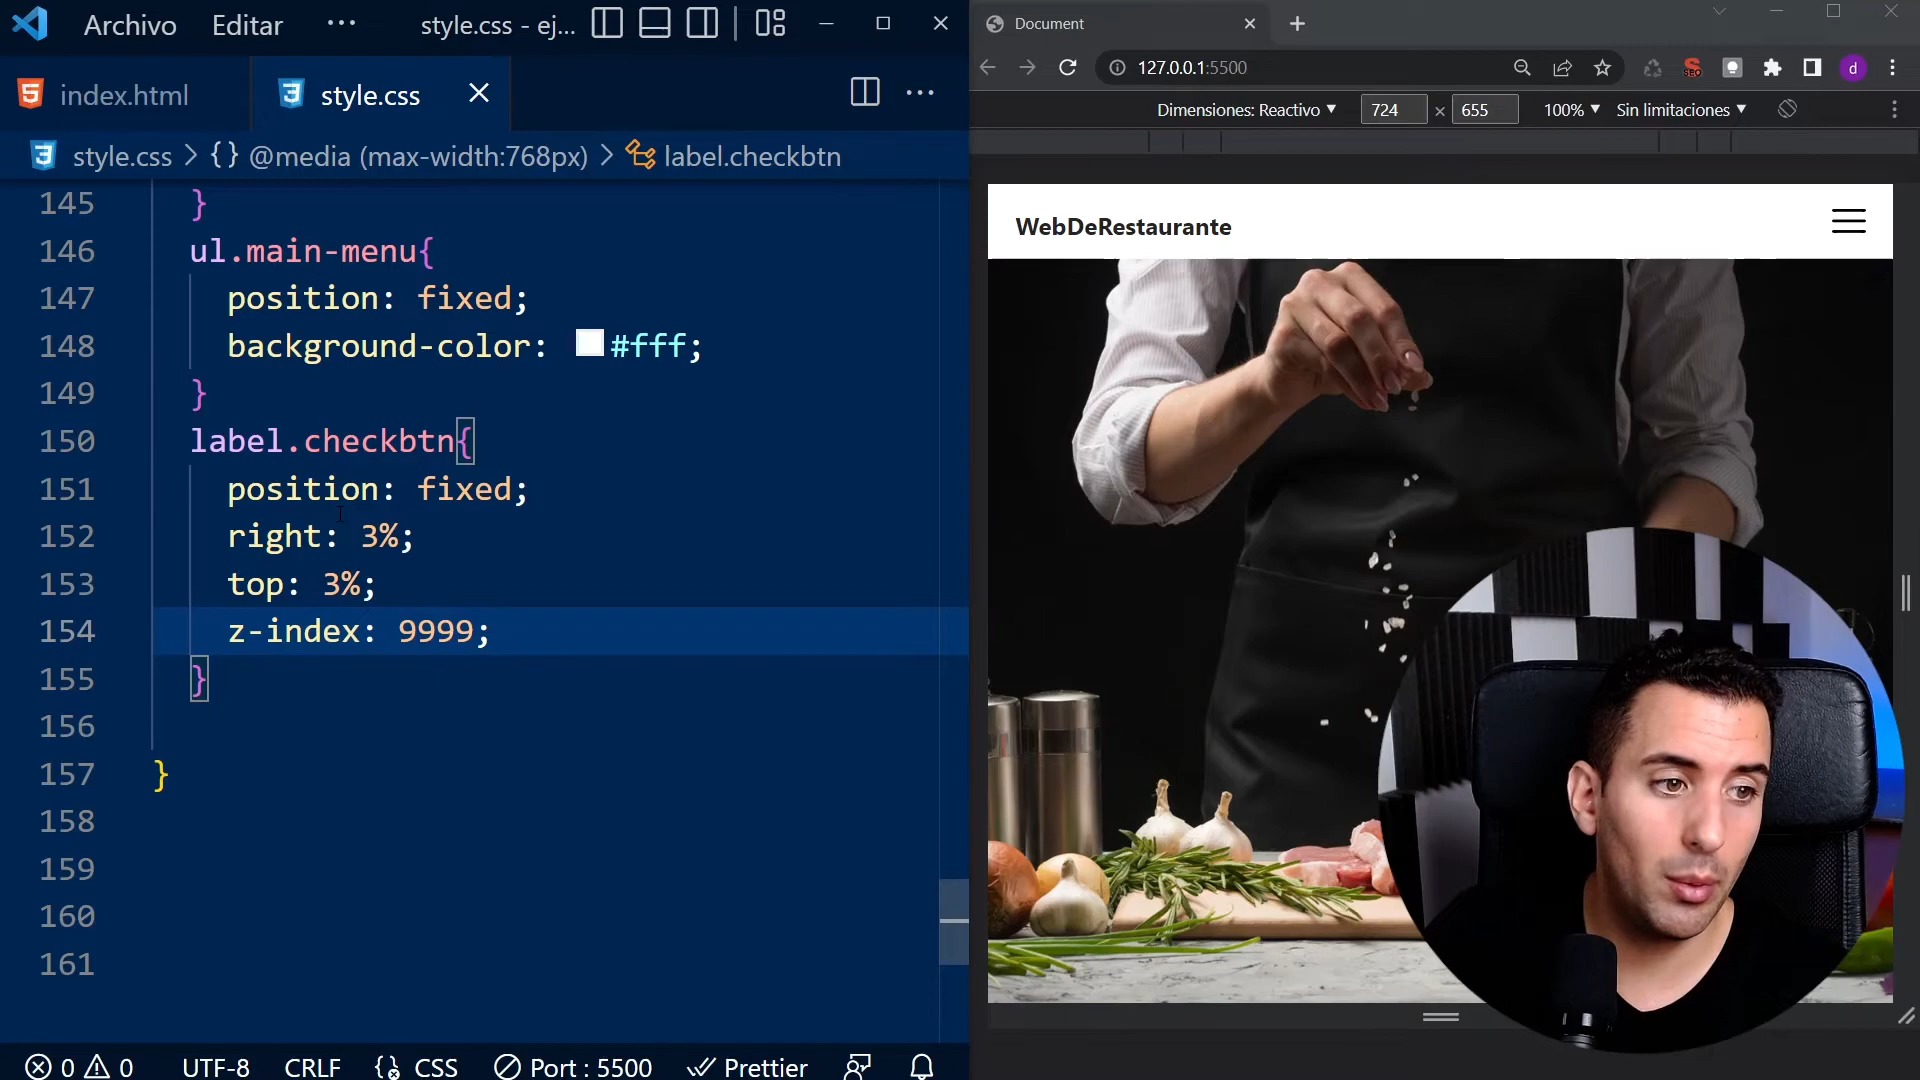 Archivo Editar ··· style.css - ej...
index.html style.css
style.css > {} @media (max-width:768px) > label.checkbtn
145 }
146 ul.main-menu{
147 position: fixed;
148 background-color: #fff;
149 }
150 label.checkbtn{
151 position: fixed;
152 right: 3%;
153 top: 3%;
154 z-index: 9999;
155 }
156
157 }
158
159
160
161
0 0 UTF-8 CRLF {} CSS Port : 5500 Prettier
Document
127.0.0.1:5500 SEO d
Dimensiones: Reactivo 724 × 655 100% Sin limitaciones
WebDeRestaurante